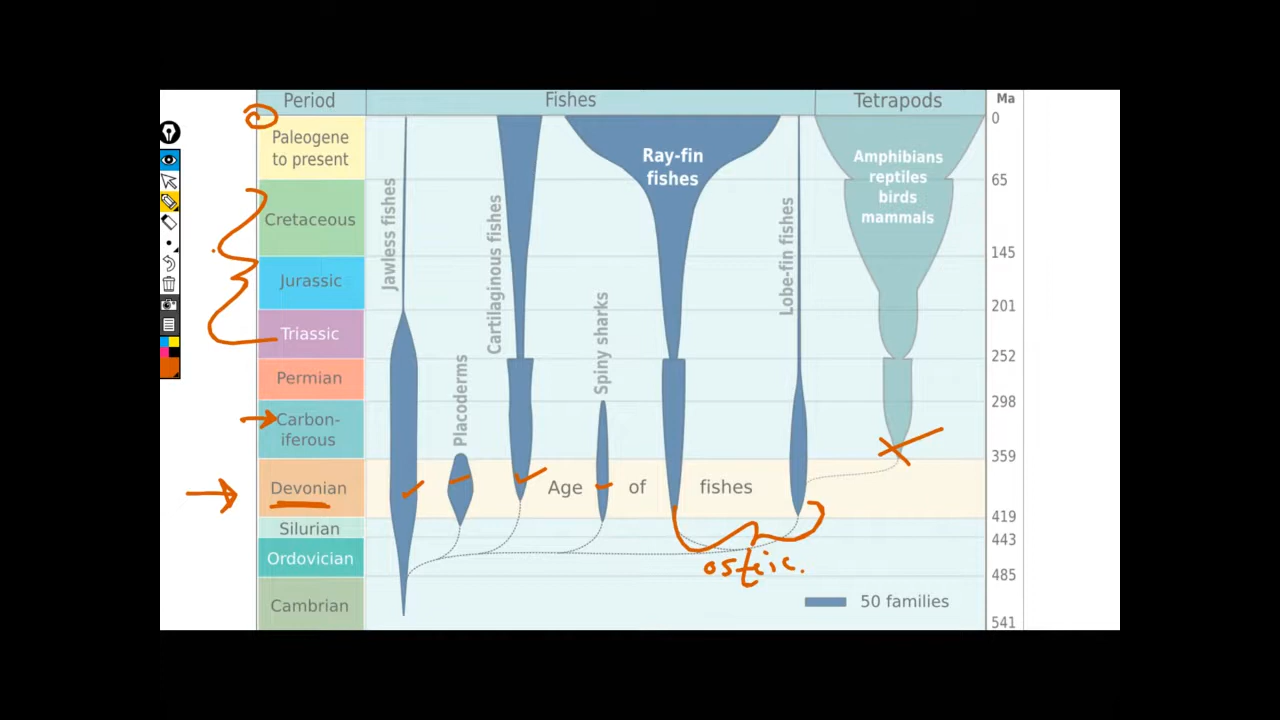 Period Fishes Tetrapods Ma
0
Paleogene
to present
Ray-fin
fishes
Amphibians
reptiles
birds
mammals
65
Cretaceous
Jawless fishes
Cartilaginous fishes
Lobe-fin fishes
145
Jurassic
201
Triassic
Spiny sharks
252
Permian
Placoderms
298
Carbon-
iferous
359
Devonian
Age of fishes
419
Silurian
443
Ordovician
osteic.
485
Cambrian
50 families
541